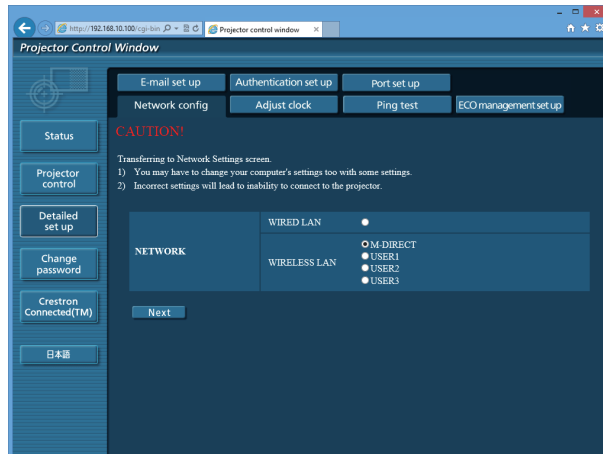 http://192.168.10.100/cgi-bin
Projector control window
Projector Control Window
E-mail set up
Authentication set up
Port set up
Network config
Adjust clock
Ping test
ECO management set up
Status
Projector control
Detailed set up
Change password
Crestron Connected(TM)
日本語
CAUTION!
Transferring to Network Settings screen.
1) You may have to change your computer's settings too with some settings.
2) Incorrect settings will lead to inability to connect to the projector.
NETWORK
WIRED LAN
WIRELESS LAN
M-DIRECT
USER1
USER2
USER3
Next